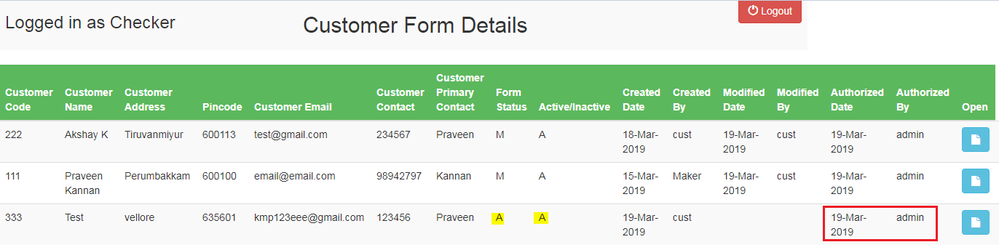 Logged in as Checker
Customer Form Details
Logout
Customer Code Customer Name Customer Address Pincode Customer Email Customer Contact Customer Primary Contact Form Status Active/Inactive Created Date Created By Modified Date Modified By Authorized Date Authorized By Open
222 Akshay K Tiruvanmiyur 600113 test@gmail.com 234567 Praveen M A 18-Mar-2019 cust 19-Mar-2019 cust 19-Mar-2019 admin
111 Praveen Kannan Perumbakkam 600100 email@email.com 98942797 Kannan M A 15-Mar-2019 Maker 19-Mar-2019 cust 19-Mar-2019 admin
333 Test vellore 635601 kmp123eee@gmail.com 123456 Praveen A A 19-Mar-2019 cust 19-Mar-2019 admin